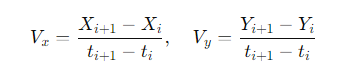 $V_x = \frac{X_{i+1} - X_i}{t_{i+1} - t_i}, \quad V_y = \frac{Y_{i+1} - Y_i}{t_{i+1} - t_i}$